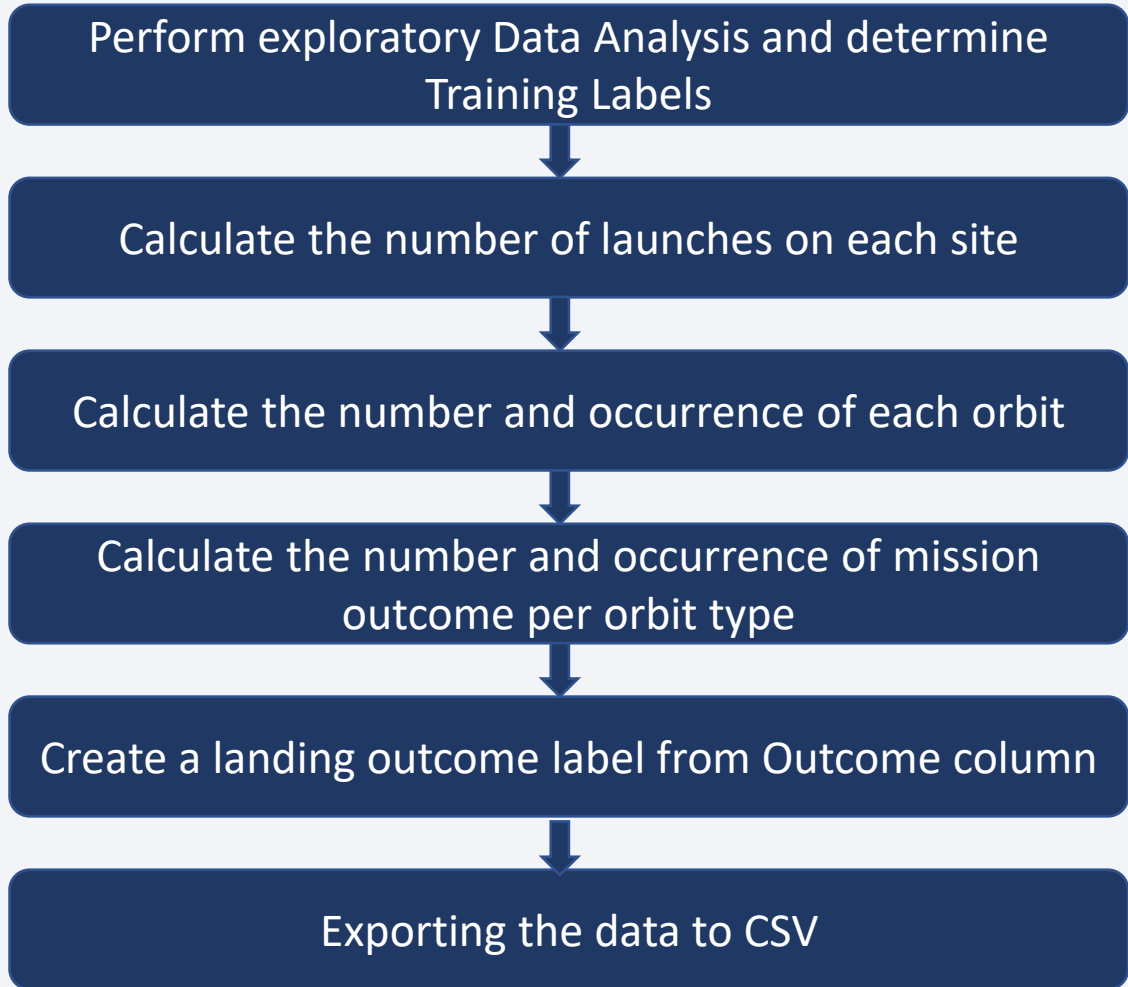 Perform exploratory Data Analysis and determine
Training Labels
Calculate the number of launches on each site
Calculate the number and occurrence of each orbit
Calculate the number and occurrence of mission
outcome per orbit type
Create a landing outcome label from Outcome column
Exporting the data to CSV